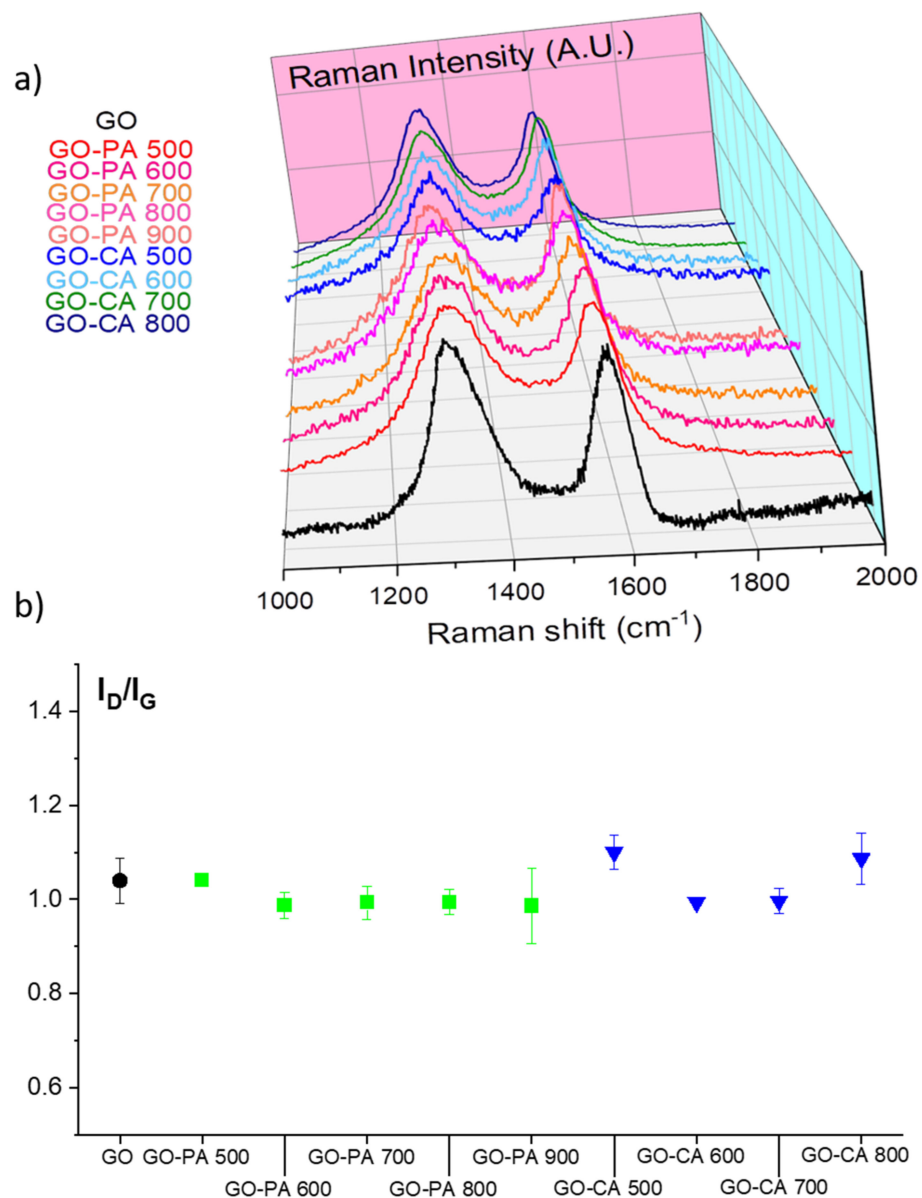 a)
Raman Intensity (A.U.)
GO
GO-PA 500
GO-PA 600
GO-PA 700
GO-PA 800
GO-PA 900
GO-CA 500
GO-CA 600
GO-CA 700
GO-CA 800
1000 1200 1400 1600 1800 2000
Raman shift (cm⁻¹)
b)
I_D/I_G
1.4
1.2
1.0
0.8
0.6
GO GO-PA 500 GO-PA 700 GO-PA 900 GO-CA 600 GO-CA 800
GO-PA 600 GO-PA 800 GO-CA 500 GO-CA 700